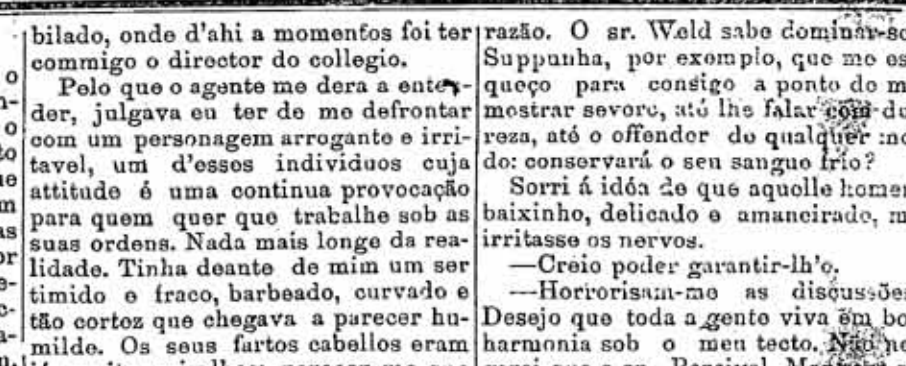 bilado, onde d'ahi a momentos foi ter
commigo o director do collegio.
Pelo que o agente me dera a enten-
der, julgava eu ter de me defrontar
com um personagem arrogante e irri-
tavel, um d'esses individuos cuja
attitude é uma continua provocação
para quem quer que trabalhe sob as
suas ordens. Nada mais longe da rea-
lidade. Tinha deante de mim um ser
timido e fraco, barbeado, curvado e
tão cortez que chegava a parecer hu-
milde. Os seus fartos cabellos eram
razão. O sr. Weld sabe dominar-se
Suppunha, por exemplo, que me es
queço para comsigo a ponto de m
mostrar severo, até lhe falar com du
reza, até o offender de qualquer mo
do: conservará o seu sangue frio?
Sorri á idéa de que aquelle homem
baixinho, delicado e amaneirado, m
irritasse os nervos.
—Creio poder garantir-lh'o.
—Horrorisam-me as discussões
Desejo que toda a gente viva em bo
harmonia sob o meu tecto. Não